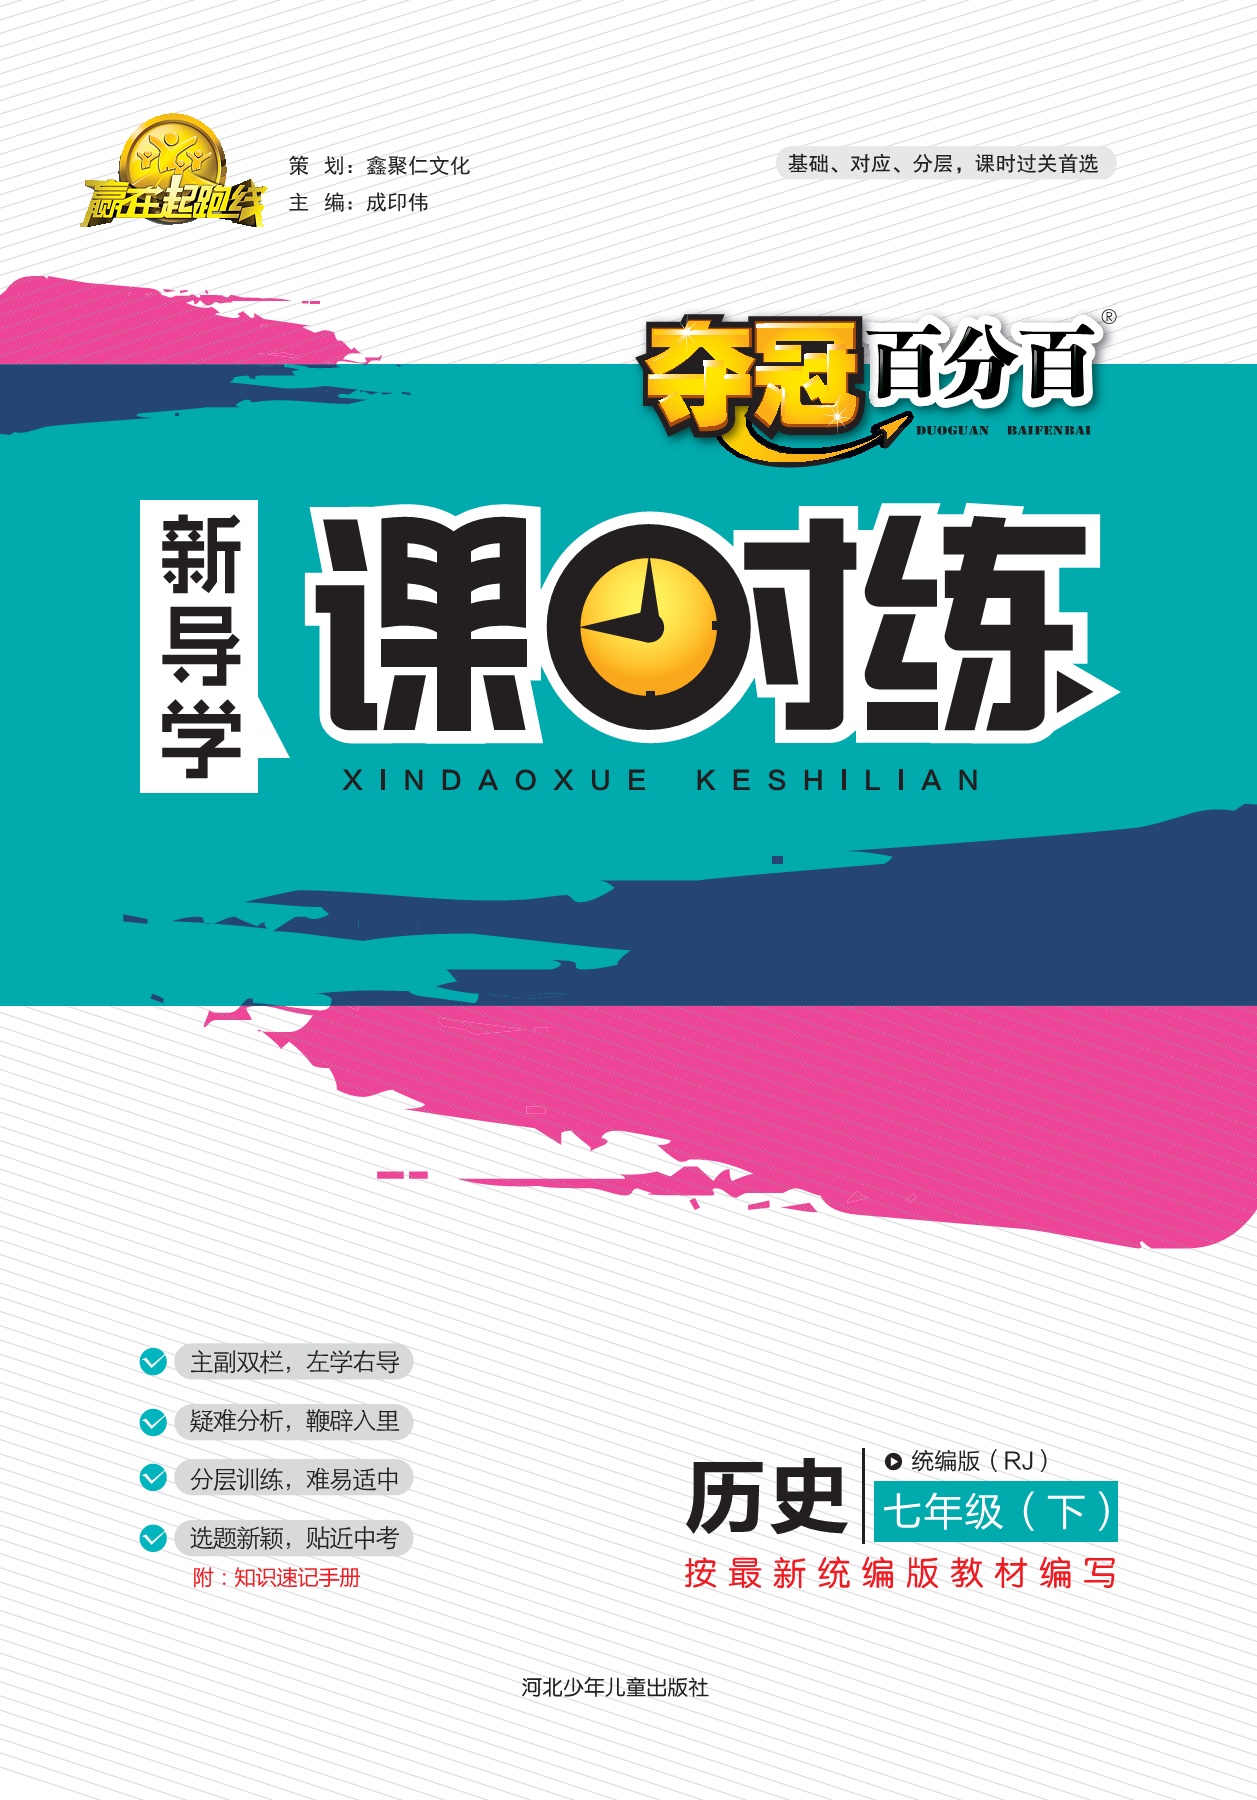 赢在起跑线
策 划：鑫聚仁文化
主 编：成印伟
基础、对应、分层，课时过关首选
夺冠百分百®
DUOGUAN BAIFENBAI
新导学
课时练
XINDAOXUE KESHILIAN
主副双栏，左学右导
疑难分析，鞭辟入里
分层训练，难易适中
选题新颖，贴近中考
附：知识速记手册
历史
统编版（RJ）
七年级（下）
按最新统编版教材编写
河北少年儿童出版社